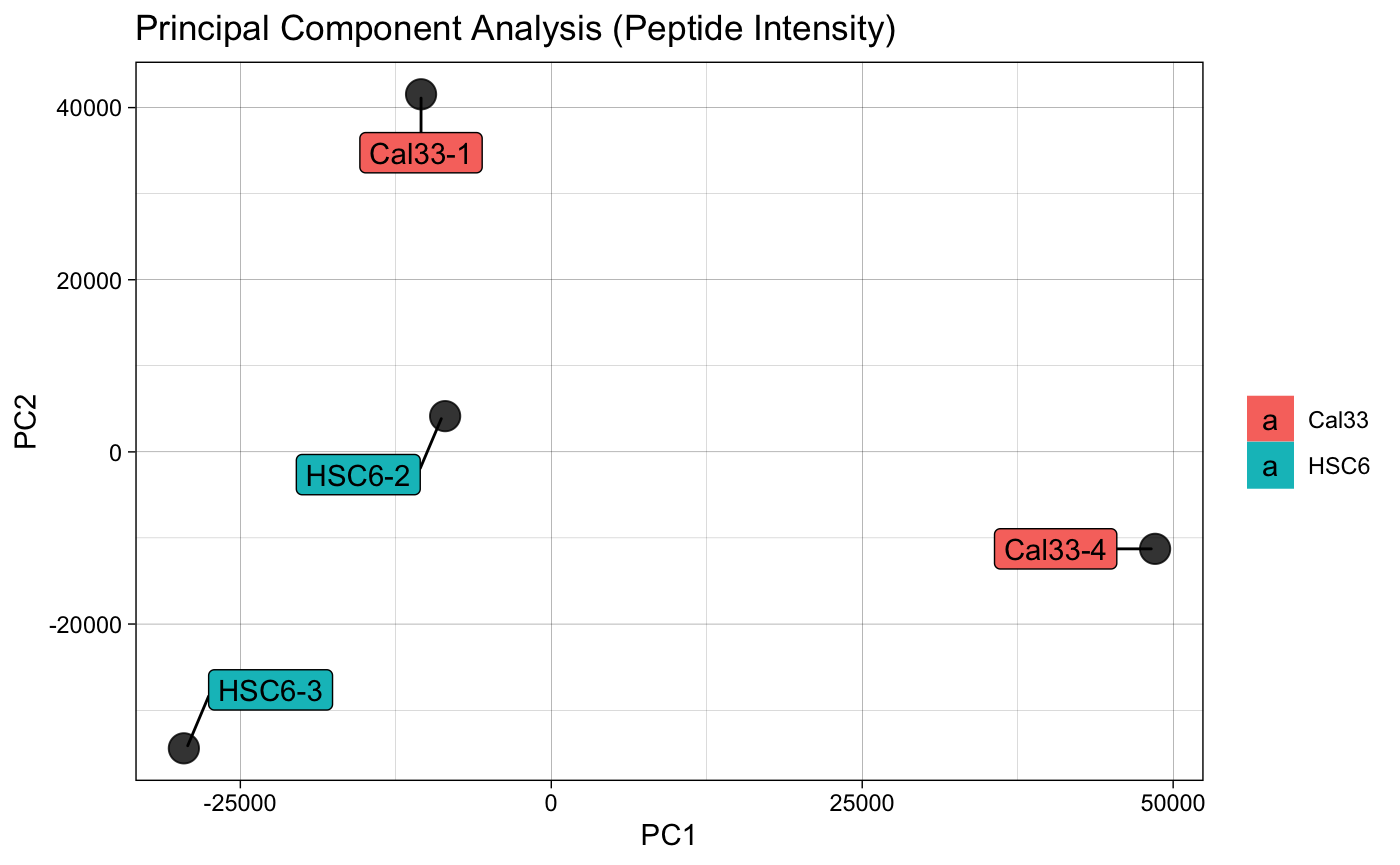 Principal Component Analysis (Peptide Intensity)
40000
20000
0
-20000
PC2
Cal33-1
HSC6-2
Cal33-4
HSC6-3
-25000
0
25000
50000
PC1
a Cal33
a HSC6